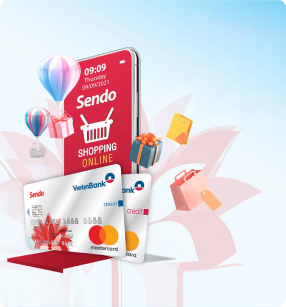 09:09
Thursday
09/09/2021
Sendo
SHOPPING
ONLINE
Sendo
VietinBank
debit
credit
mastercard
mastercard